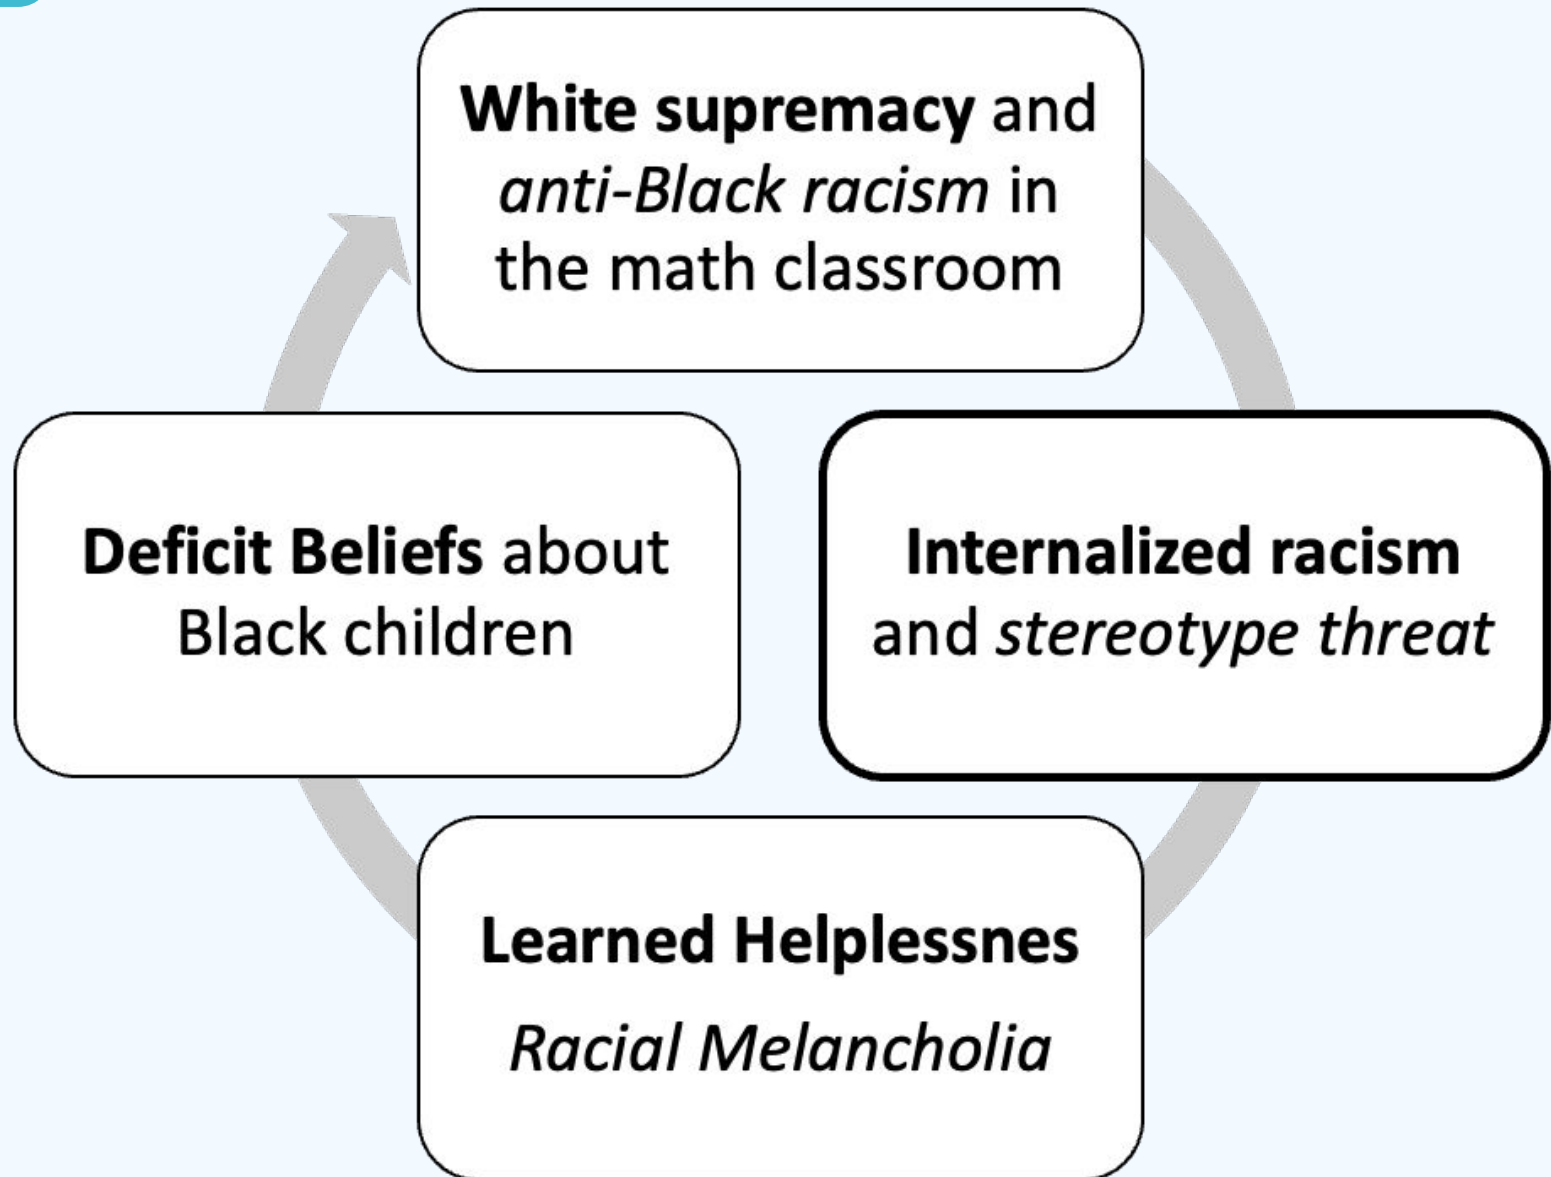 White supremacy and
anti-Black racism in
the math classroom
Deficit Beliefs about
Black children
Internalized racism
and stereotype threat
Learned Helplessnes
Racial Melancholia